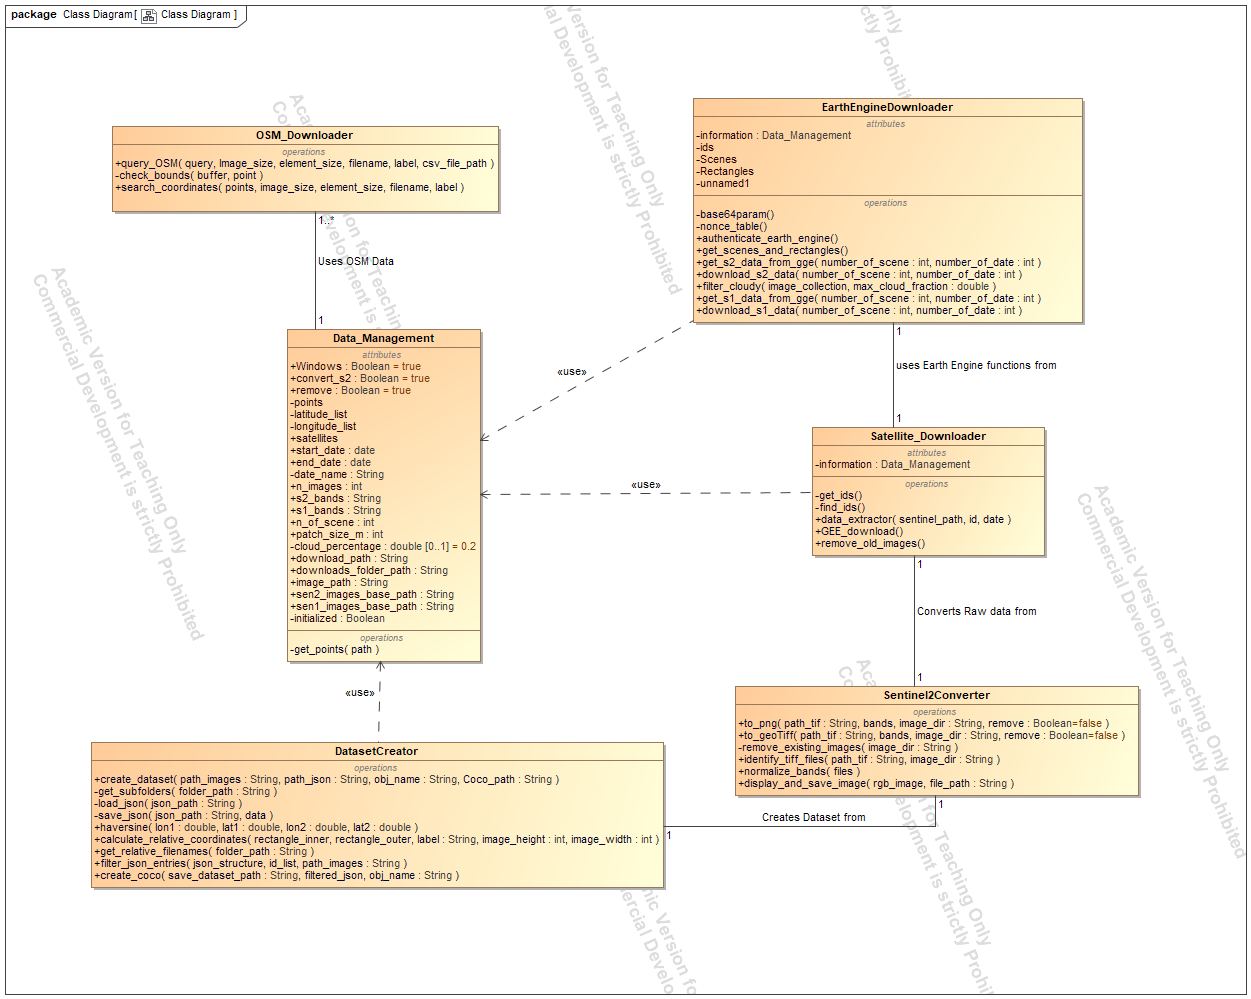 package Class Diagram [ Class Diagram ]
OSM_Downloader
operations
+query_OSM( query, Image_size, element_size, filename, label, csv_file_path )
-check_bounds( buffer, point )
+search_coordinates( points, image_size, element_size, filename, label )
1..*
Uses OSM Data
1
EarthEngineDownloader
attributes
-information : Data_Management
-ids
-Scenes
-Rectangles
-unnamed1
operations
-base64param()
-nonce_table()
+authenticate_earth_engine()
+get_scenes_and_rectangles()
+get_s2_data_from_gge( number_of_scene : int, number_of_date : int )
+download_s2_data( number_of_scene : int, number_of_date : int )
+filter_cloudy( image_collection, max_cloud_fraction : double )
+get_s1_data_from_gge( number_of_scene : int, number_of_date : int )
+download_s1_data( number_of_scene : int, number_of_date : int )
1
uses Earth Engine functions from
1
«use»
Data_Management
attributes
+Windows : Boolean = true
+convert_s2 : Boolean = true
+remove : Boolean = true
-points
-latitude_list
-longitude_list
+satellites
+start_date : date
+end_date : date
-date_name : String
+n_images : int
+s2_bands : String
+s1_bands : String
+n_of_scene : int
+patch_size_m : int
-cloud_percentage : double [0..1] = 0.2
+download_path : String
+downloads_folder_path : String
+image_path : String
+sen2_images_base_path : String
+sen1_images_base_path : String
-initialized : Boolean
operations
-get_points( path )
«use»
Satellite_Downloader
attributes
-information : Data_Management
operations
-get_ids()
-find_ids()
+data_extractor( sentinel_path, id, date )
+GEE_download()
+remove_old_images()
1
Converts Raw data from
1
«use»
Sentinel2Converter
operations
+to_png( path_tif : String, bands, image_dir : String, remove : Boolean=false )
+to_geoTiff( path_tif : String, bands, image_dir : String, remove : Boolean=false )
-remove_existing_images( image_dir : String )
+identify_tiff_files( path_tif : String, image_dir : String )
+normalize_bands( files )
+display_and_save_image( rgb_image, file_path : String )
1
Creates Dataset from
1
DatasetCreator
operations
+create_dataset( path_images : String, path_json : String, obj_name : String, Coco_path : String )
-get_subfolders( folder_path : String )
-load_json( json_path : String )
-save_json( json_path : String, data )
+haversine( lon1 : double, lat1 : double, lon2 : double, lat2 : double )
+calculate_relative_coordinates( rectangle_inner, rectangle_outer, label : String, image_height : int, image_width : int )
+get_relative_filenames( folder_path : String )
+filter_json_entries( json_structure, id_list, path_images : String )
+create_coco( save_dataset_path : String, filtered_json, obj_name : String )
Academic Version for Teaching Only
Commercial Development is strictly Prohibited
Academic Version for Teaching Only
Commercial Development is strictly Prohibited